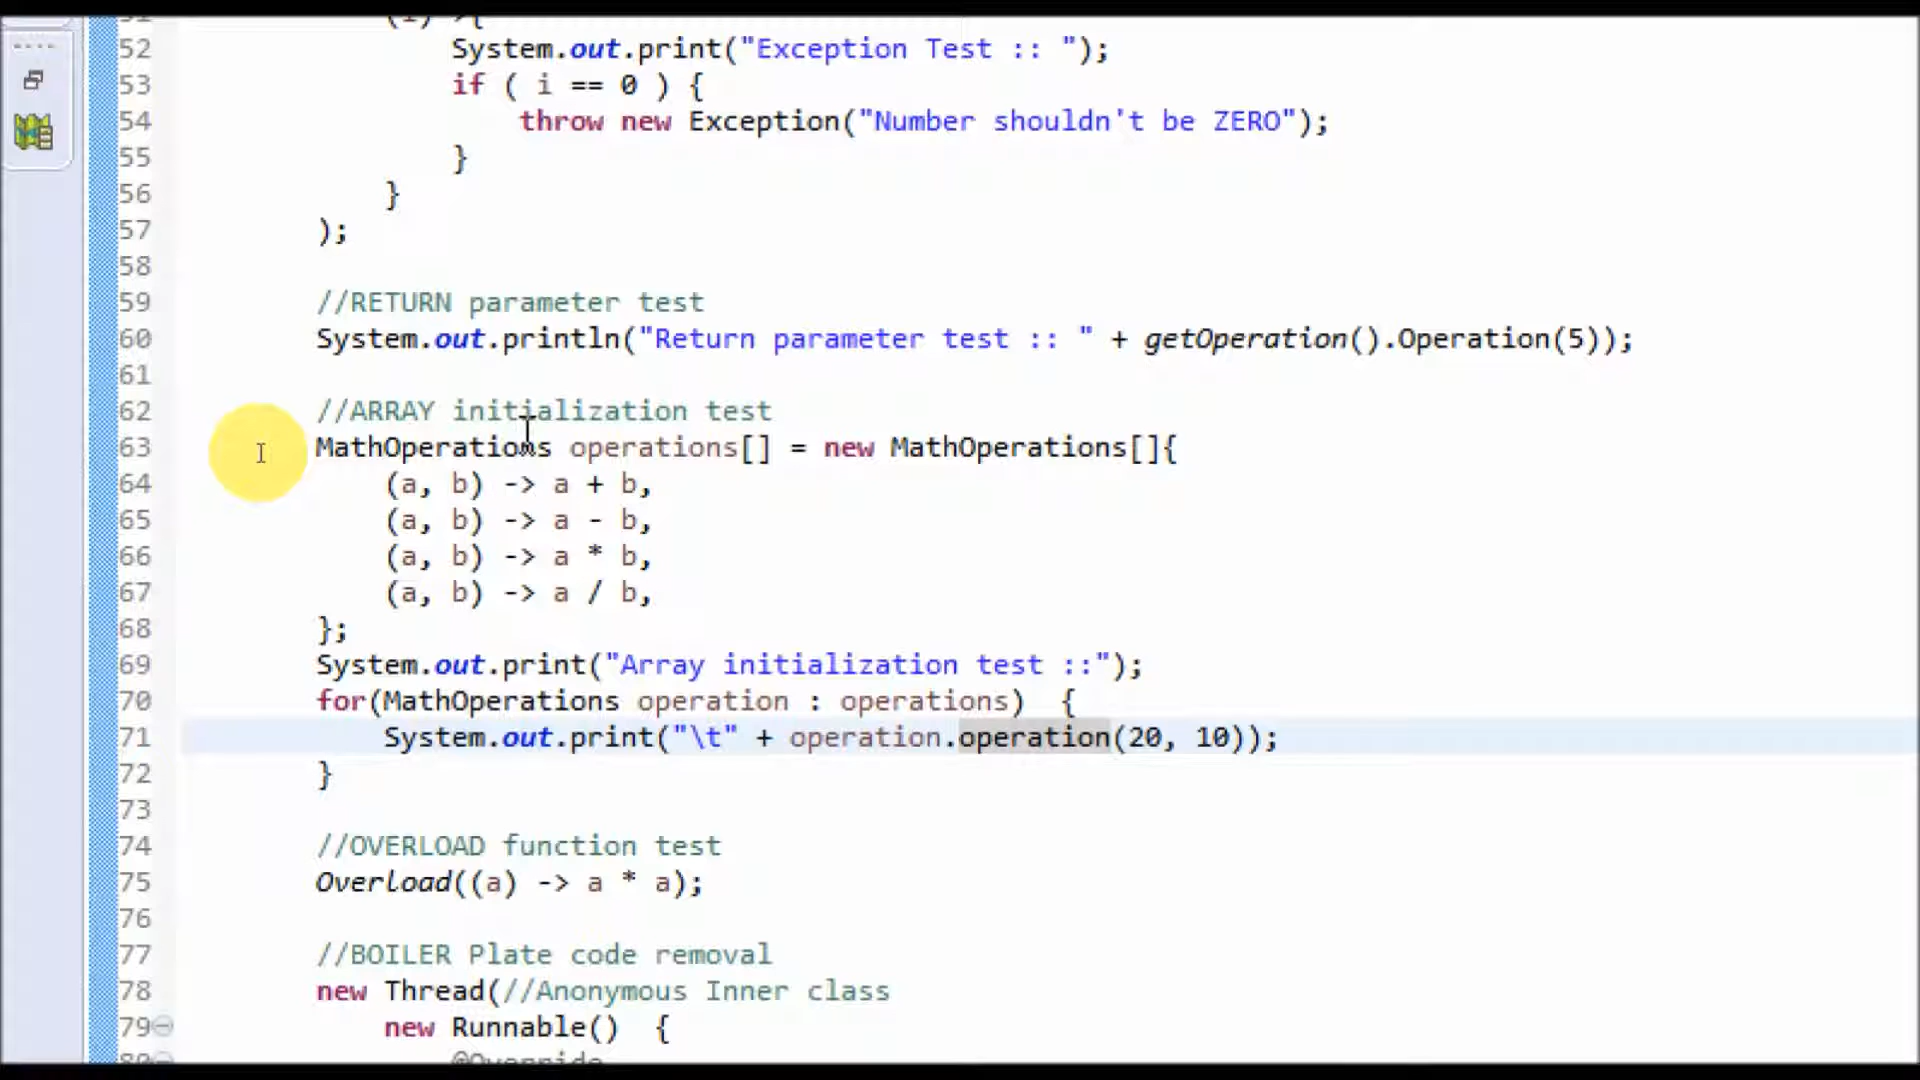 52 System.out.print("Exception Test :: ");
53 if ( i == 0 ) {
54 throw new Exception("Number shouldn't be ZERO");
55 }
56 }
57 );
58
59 //RETURN parameter test
60 System.out.println("Return parameter test :: " + getOperation().Operation(5));
61
62 //ARRAY initialization test
63 MathOperations operations[] = new MathOperations[]{
64 (a, b) -> a + b,
65 (a, b) -> a - b,
66 (a, b) -> a * b,
67 (a, b) -> a / b,
68 };
69 System.out.print("Array initialization test ::");
70 for(MathOperations operation : operations) {
71 System.out.print("\t" + operation.operation(20, 10));
72 }
73
74 //OVERLOAD function test
75 Overload((a) -> a * a);
76
77 //BOILER Plate code removal
78 new Thread(//Anonymous Inner class
79 new Runnable() {
80 @Override